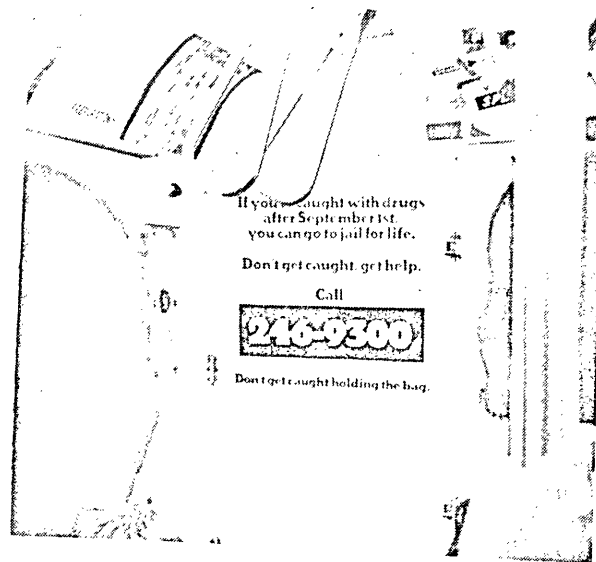 If you're caught with drugs
after September 1st.
you can go to jail for life.
Don't get caught. get help.
Call
246-9300
Don't get caught holding the bag.